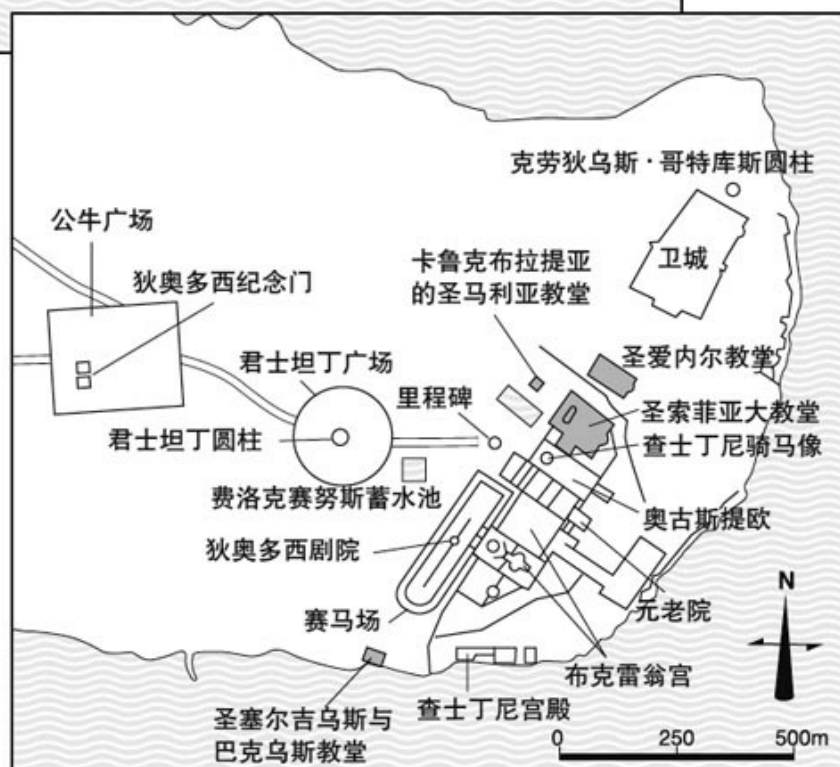 克劳狄乌斯·哥特库斯圆柱
公牛广场
卫城
卡鲁克布拉提亚
的圣马利亚教堂
狄奥多西纪念门
圣爱内尔教堂
君士坦丁广场
里程碑
圣索菲亚大教堂
君士坦丁圆柱
查士丁尼骑马像
费洛克赛努斯蓄水池
奥古斯提欧
狄奥多西剧院
N
赛马场
元老院
布克雷翁宫
圣塞尔吉乌斯与
巴克乌斯教堂
查士丁尼宫殿
0 250 500m